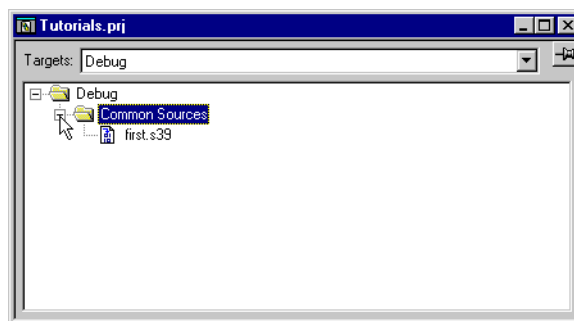 Tutorials.prj
Targets: Debug
Debug
Common Sources
first.s39